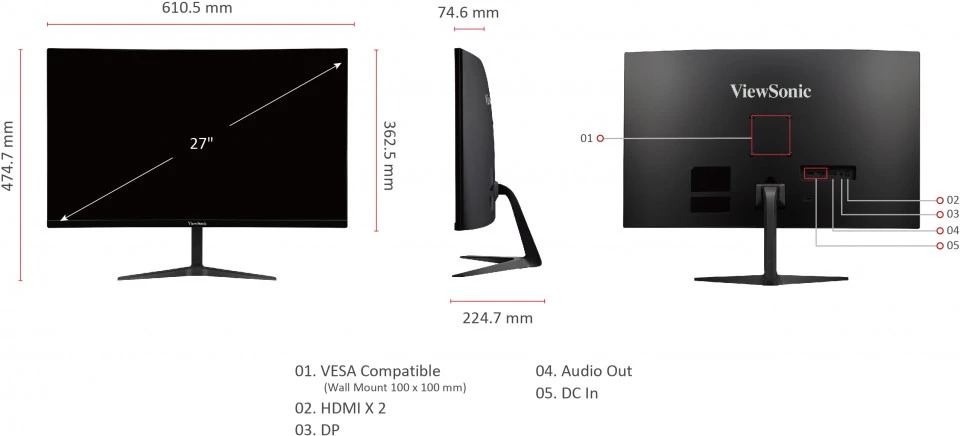 610.5 mm
74.6 mm
474.7 mm
27"
362.5 mm
ViewSonic
ViewSonic
01
02
03
04
05
224.7 mm
01. VESA Compatible
(Wall Mount 100 x 100 mm)
02. HDMI X 2
03. DP
04. Audio Out
05. DC In